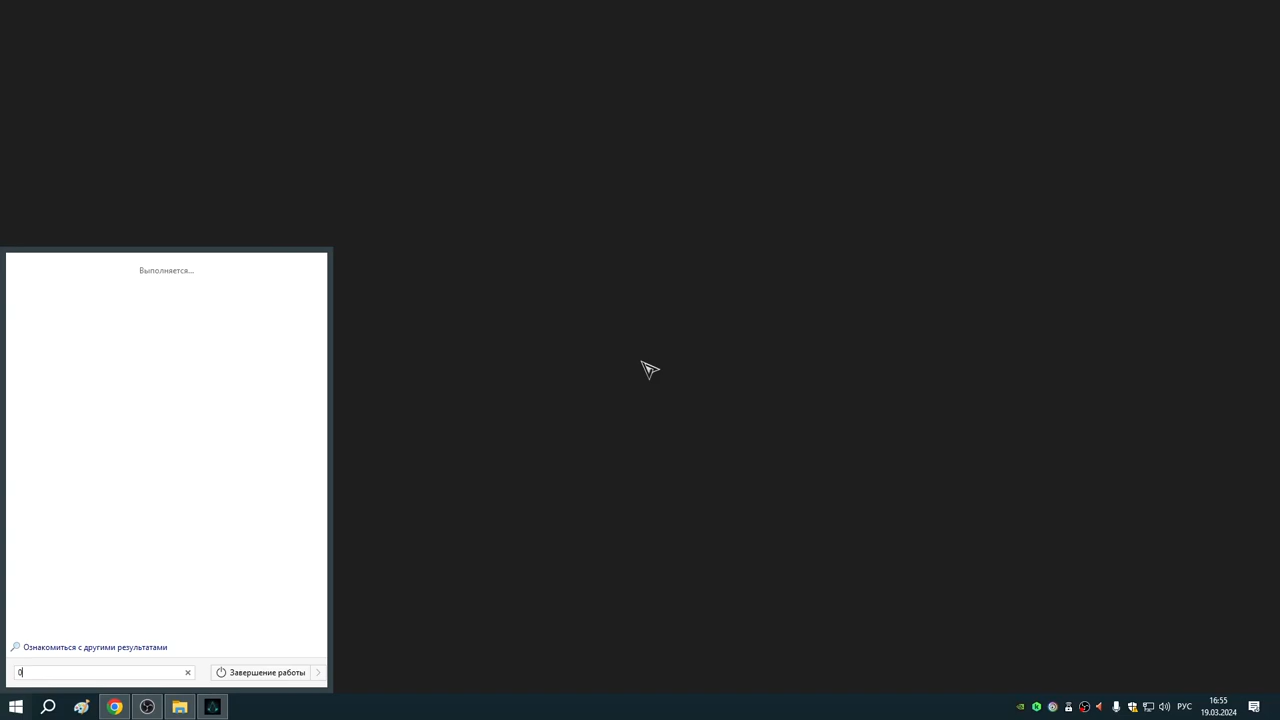 Выполняется...
Ознакомиться с другими результатами
0
Завершение работы
РУС
16:55
19.03.2024